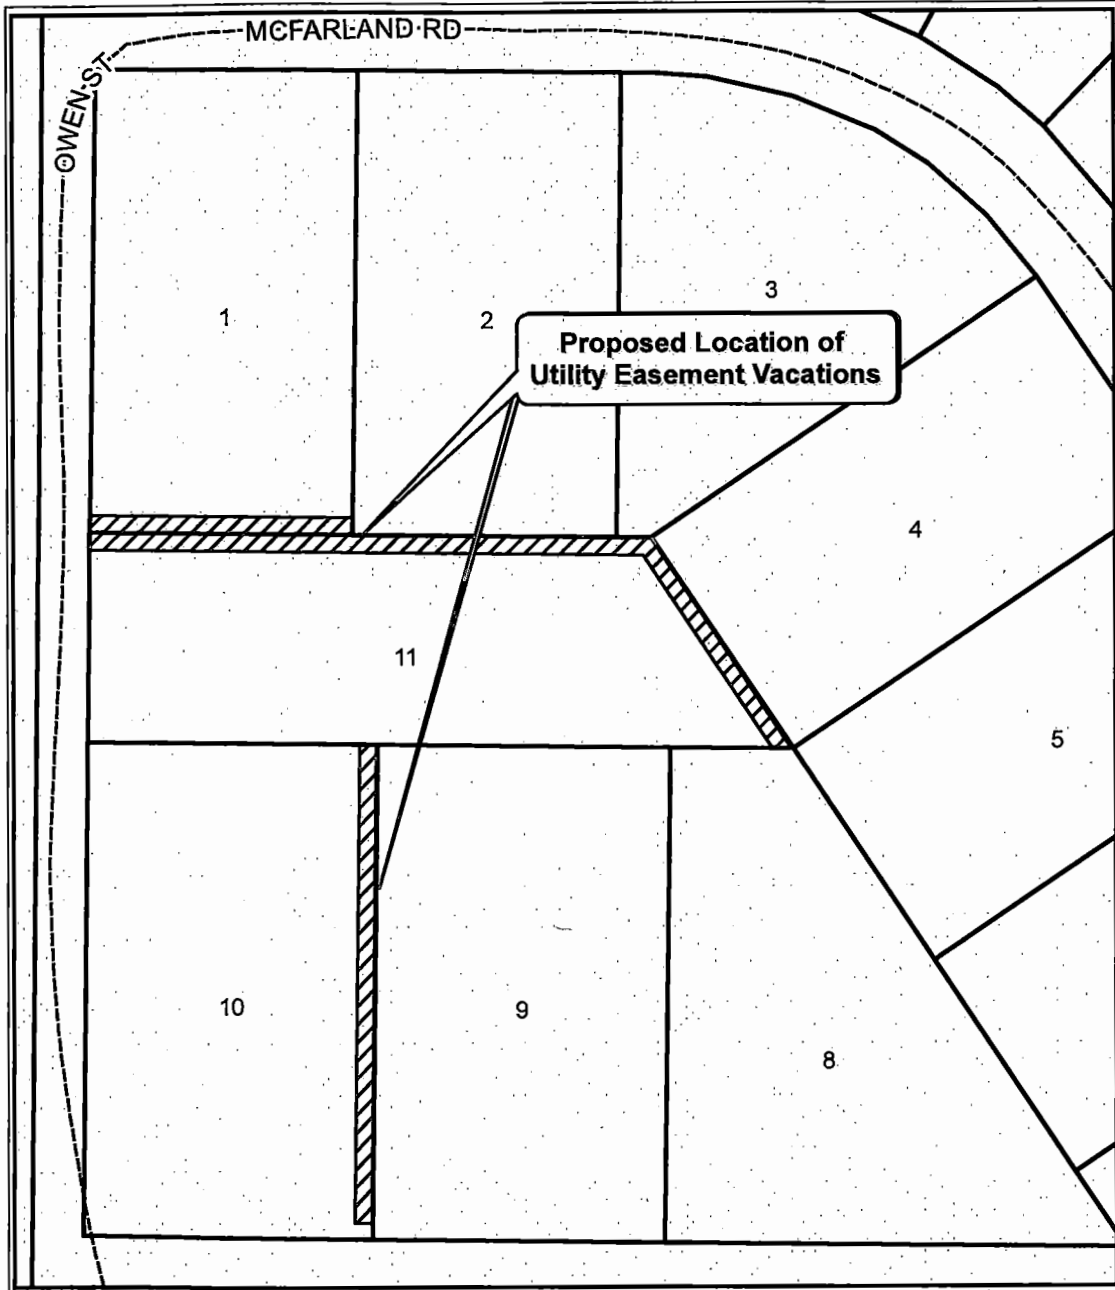 MCFARLAND RD
OWEN ST
1
2
3
Proposed Location of
Utility Easement Vacations
4
11
5
10
9
8